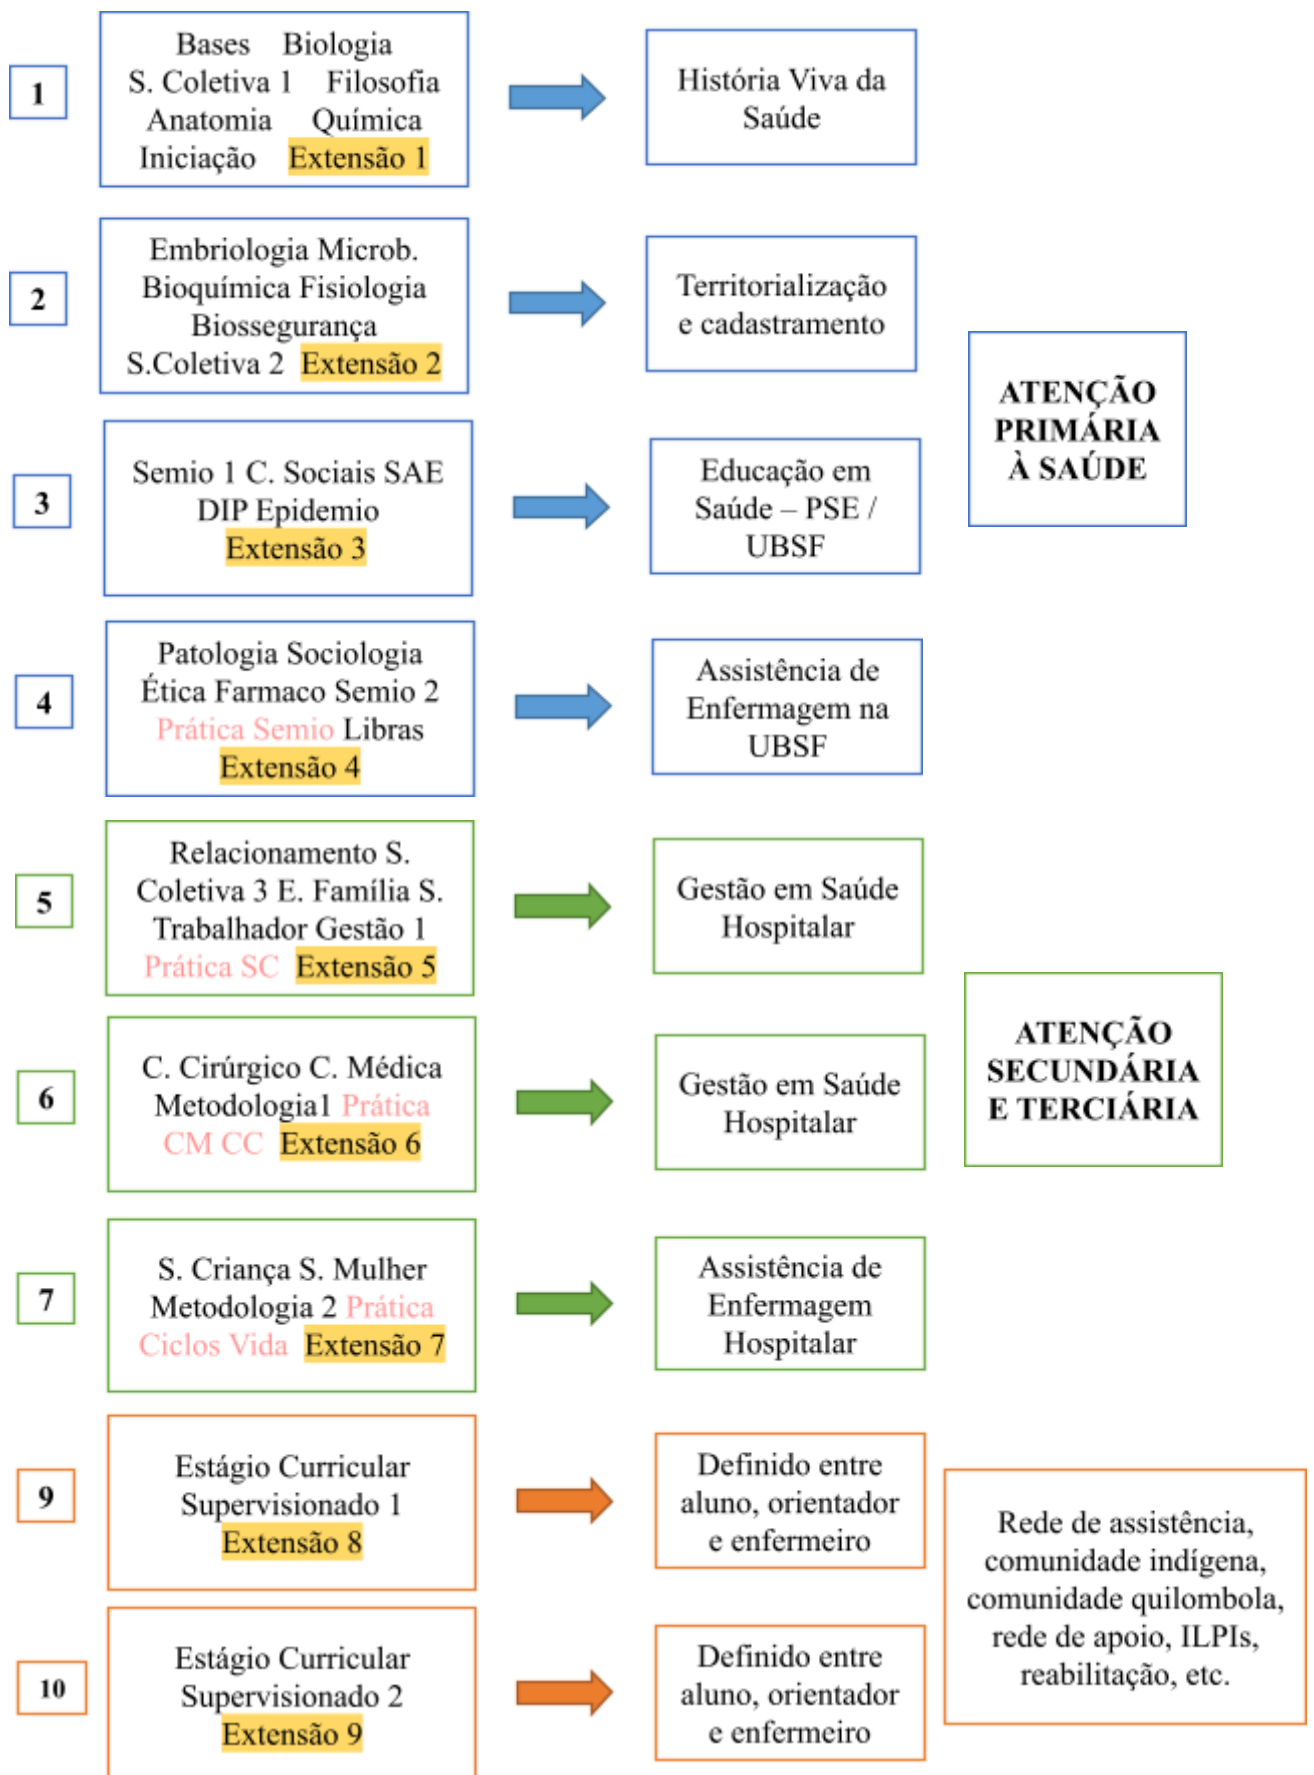 1
Bases Biologia
S. Coletiva 1 Filosofia
Anatomia Química
Iniciação Extensão 1
História Viva da
Saúde
2
Embriologia Microb.
Bioquímica Fisiologia
Biossegurança
S.Coletiva 2 Extensão 2
Territorialização
e cadastramento
3
Semio 1 C. Sociais SAE
DIP Epidemio
Extensão 3
Educação em
Saúde – PSE /
UBSF
4
Patologia Sociologia
Ética Farmaco Semio 2
Prática Semio Libras
Extensão 4
Assistência de
Enfermagem na
UBSF
ATENÇÃO
PRIMÁRIA
À SAÚDE
5
Relacionamento S.
Coletiva 3 E. Família S.
Trabalhador Gestão 1
Prática SC Extensão 5
Gestão em Saúde
Hospitalar
6
C. Cirúrgico C. Médica
Metodologia1 Prática
CM CC Extensão 6
Gestão em Saúde
Hospitalar
7
S. Criança S. Mulher
Metodologia 2 Prática
Ciclos Vida Extensão 7
Assistência de
Enfermagem
Hospitalar
ATENÇÃO
SECUNDÁRIA
E TERCIÁRIA
9
Estágio Curricular
Supervisionado 1
Extensão 8
Definido entre
aluno, orientador
e enfermeiro
10
Estágio Curricular
Supervisionado 2
Extensão 9
Definido entre
aluno, orientador
e enfermeiro
Rede de assistência,
comunidade indígena,
comunidade quilombola,
rede de apoio, ILPIs,
reabilitação, etc.